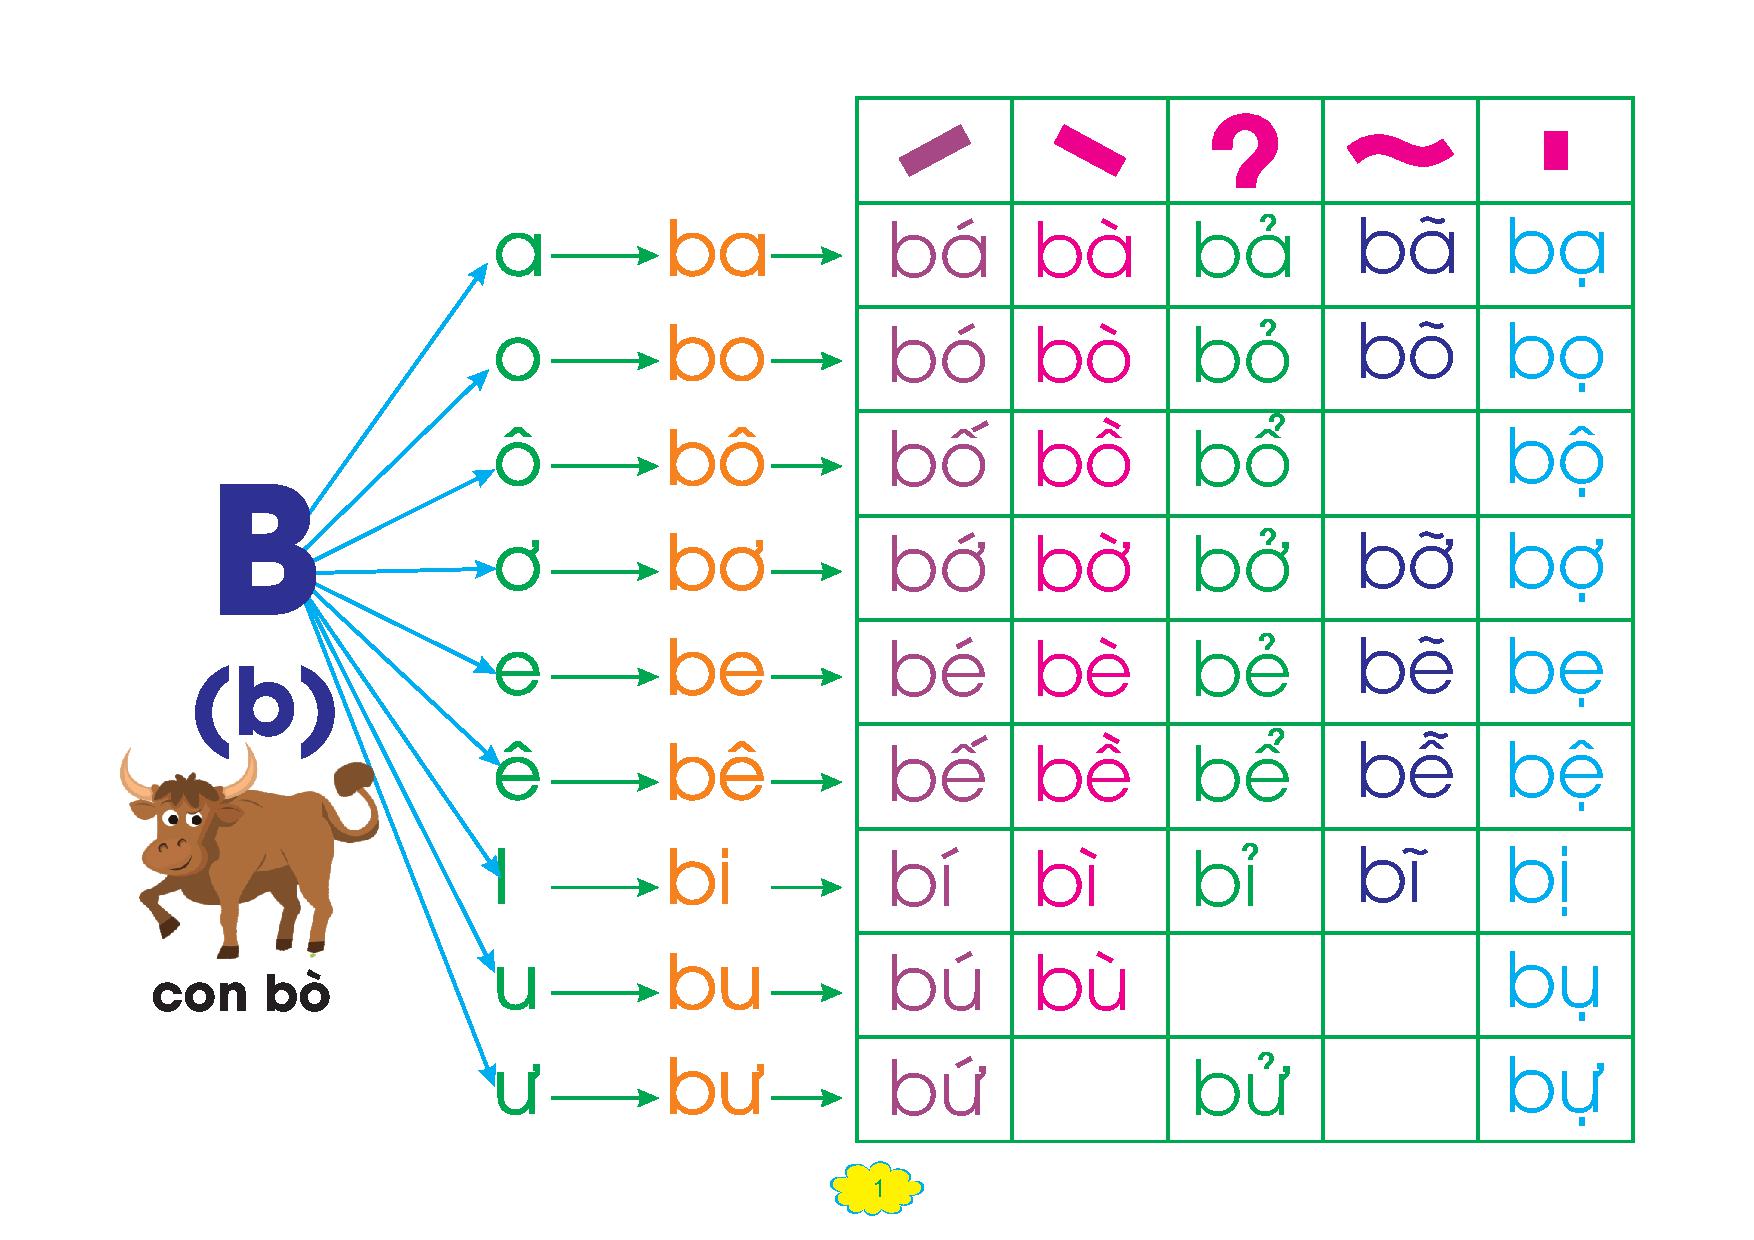 ´ ` ? ~ .
a ba bá bà bả bã bạ
o bo bó bò bỏ bõ bọ
ô bô bố bồ bổ bộ
B
ơ bơ bớ bờ bở bỡ bợ
e be bé bè bẻ bẽ bẹ
(b)
ê bê bế bề bể bễ bệ
I bi bí bì bỉ bĩ bị
u bu bú bù bụ
con bò
ư bư bứ bử bự
1